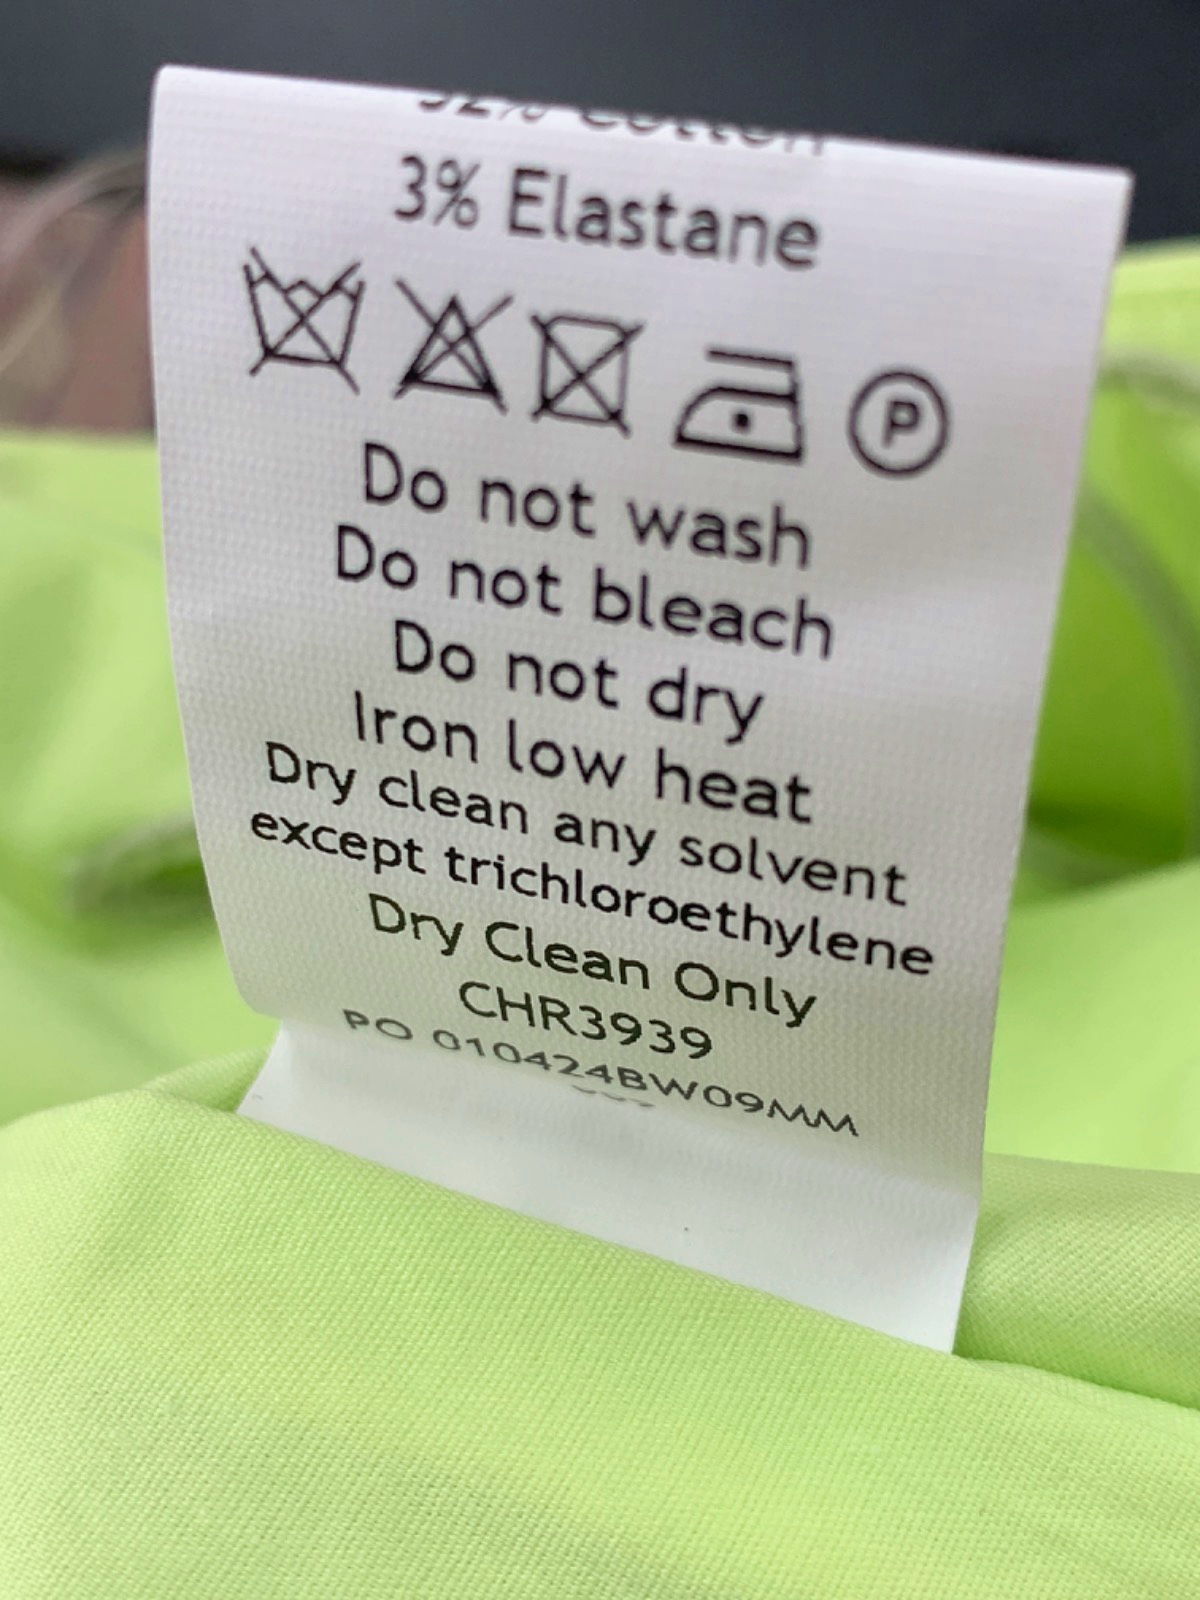 Cotton
3% Elastane
P
Do not wash
Do not bleach
Do not dry
Iron low heat
Dry clean any solvent
except trichloroethylene
Dry Clean Only
CHR3939
PO 010424BW09MM